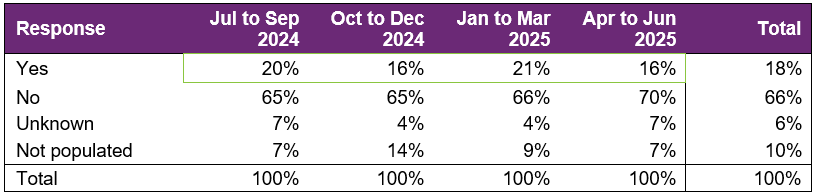 Response Jul to Sep 2024 Oct to Dec 2024 Jan to Mar 2025 Apr to Jun 2025 Total
Yes 20% 16% 21% 16% 18%
No 65% 65% 66% 70% 66%
Unknown 7% 4% 4% 7% 6%
Not populated 7% 14% 9% 7% 10%
Total 100% 100% 100% 100% 100%